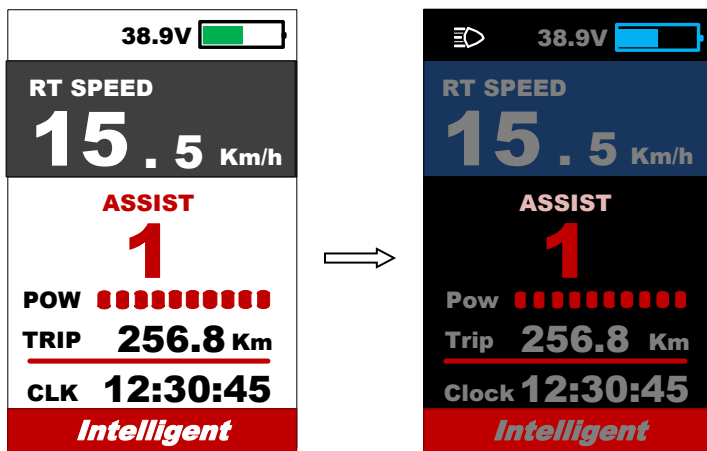 38.9V
RT SPEED
15.5 Km/h
ASSIST
1
POW
TRIP 256.8 Km
CLK 12:30:45
Intelligent
38.9V
RT SPEED
15.5 Km/h
ASSIST
1
Pow
Trip 256.8 Km
Clock 12:30:45
Intelligent